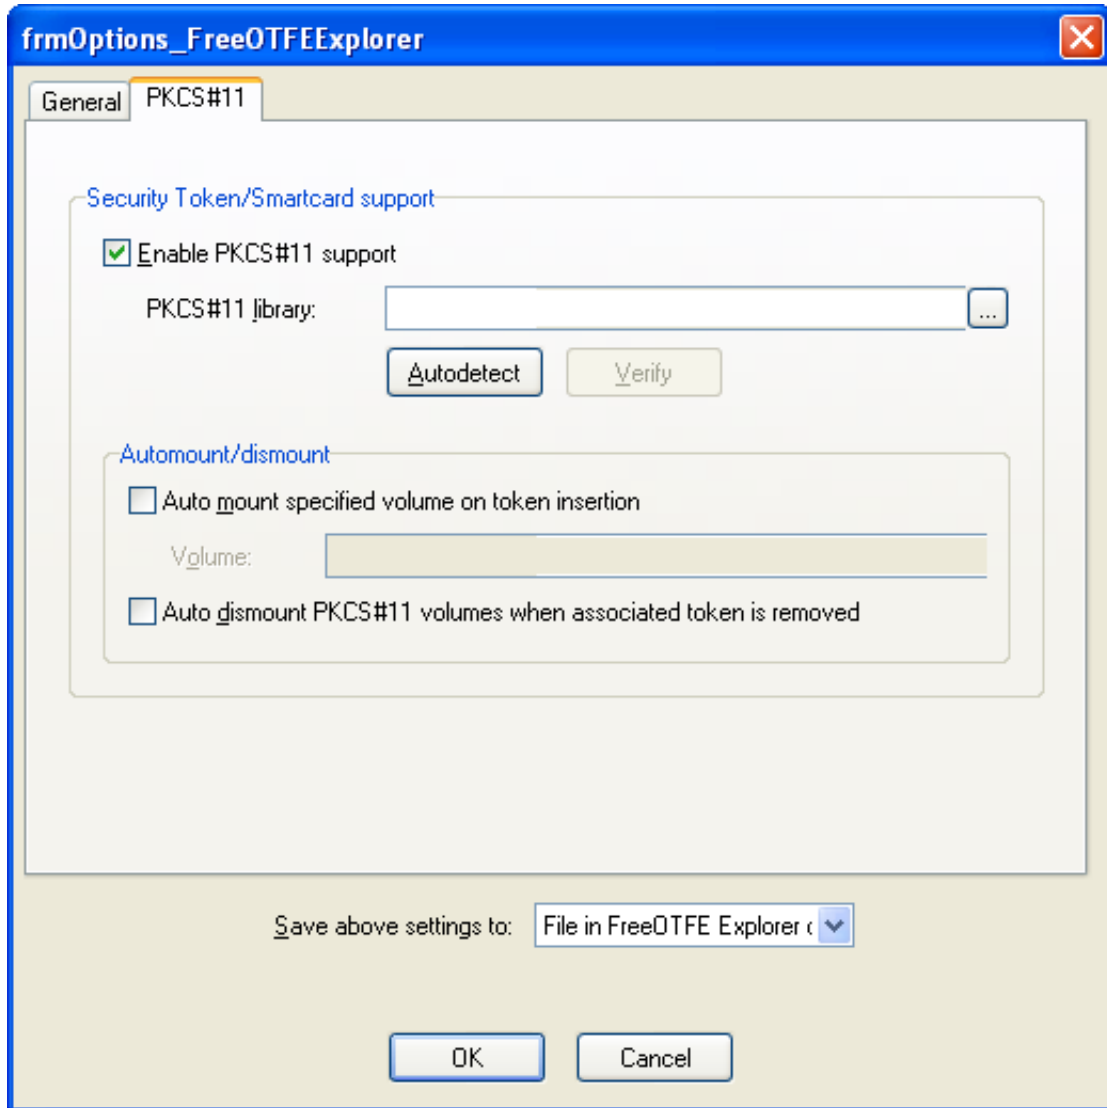 frmOptions_FreeOTFEExplorer
General PKCS#11
Security Token/Smartcard support
Enable PKCS#11 support
PKCS#11 library: ...
Autodetect Verify
Automount/dismount
Auto mount specified volume on token insertion
Volume:
Auto dismount PKCS#11 volumes when associated token is removed
Save above settings to: File in FreeOTFE Explorer
OK Cancel